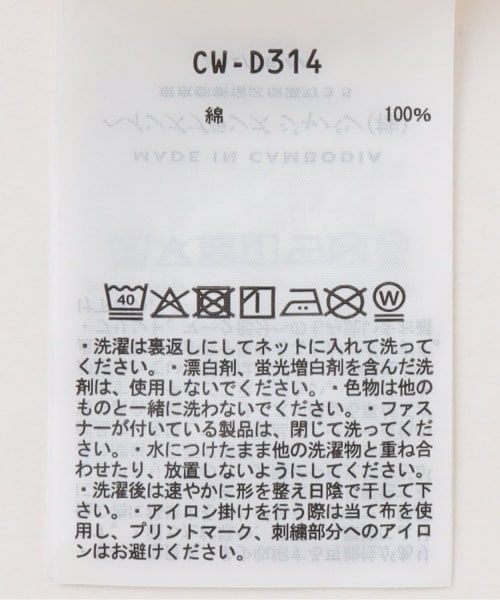 CW-D314
綿 100%
MADE IN CAMBODIA
40 W
・洗濯は裏返しにしてネットに入れて洗って
ください。・漂白剤、蛍光増白剤を含んだ洗
剤は、使用しないでください。・色物は他の
ものと一緒に洗わないでください。・ファス
ナーが付いている製品は、閉じて洗ってくだ
さい。・水につけたまま他の洗濯物と重ね合
わせたり、放置しないようにしてください。
・洗濯後は速やかに形を整え日陰で干して下
さい。・アイロン掛けを行う際は当て布を使
用し、プリントマーク、刺繍部分へのアイロ
ンはお避けください。